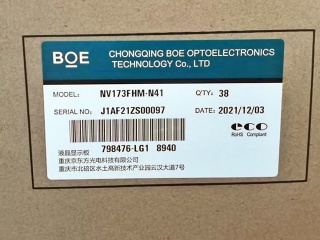 BOE
CHONGQING BOE OPTOELECTRONICS
TECHNOLOGY Co., LTD
MODEL: NV173FHM-N41 Q'TY: 38
SERIAL NO.: J1AF21ZS00097 DATE: 2021/12/03
eco
RoHS Compliant
液晶显示板
798476-LG1 8940
重庆京东方光电科技有限公司
重庆市北碚区水土高新技术产业园云汉大道7号